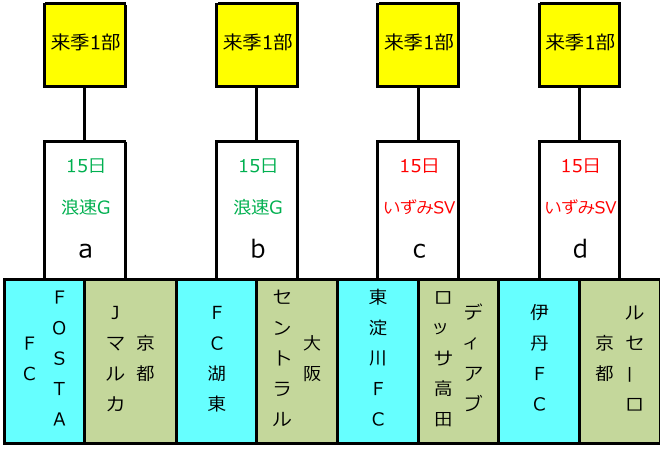 来季1部
来季1部
来季1部
来季1部
15日
浪速G
a
15日
浪速G
b
15日
いずみSV
c
15日
いずみSV
d
FOSTA
FC
京都
Jマルカ
FC湖東
大阪
セントラル
東淀川FC
ディアブ
ロッサ高田
伊丹FC
ルセーロ
京都